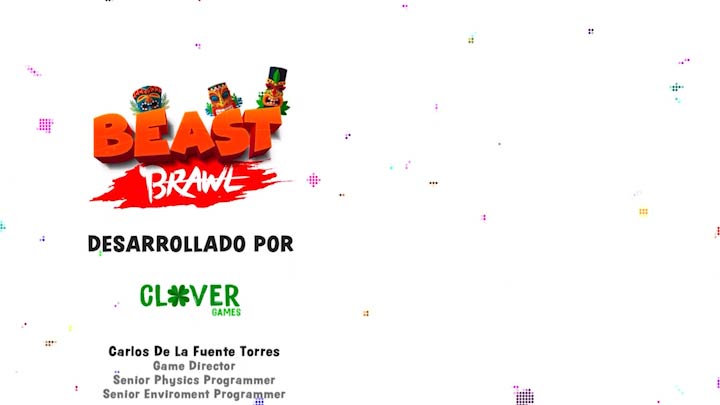 BEAST
BRAWL
DESARROLLADO POR
CLOVER
GAMES
Carlos De La Fuente Torres
Game Director
Senior Physics Programmer
Senior Enviroment Programmer